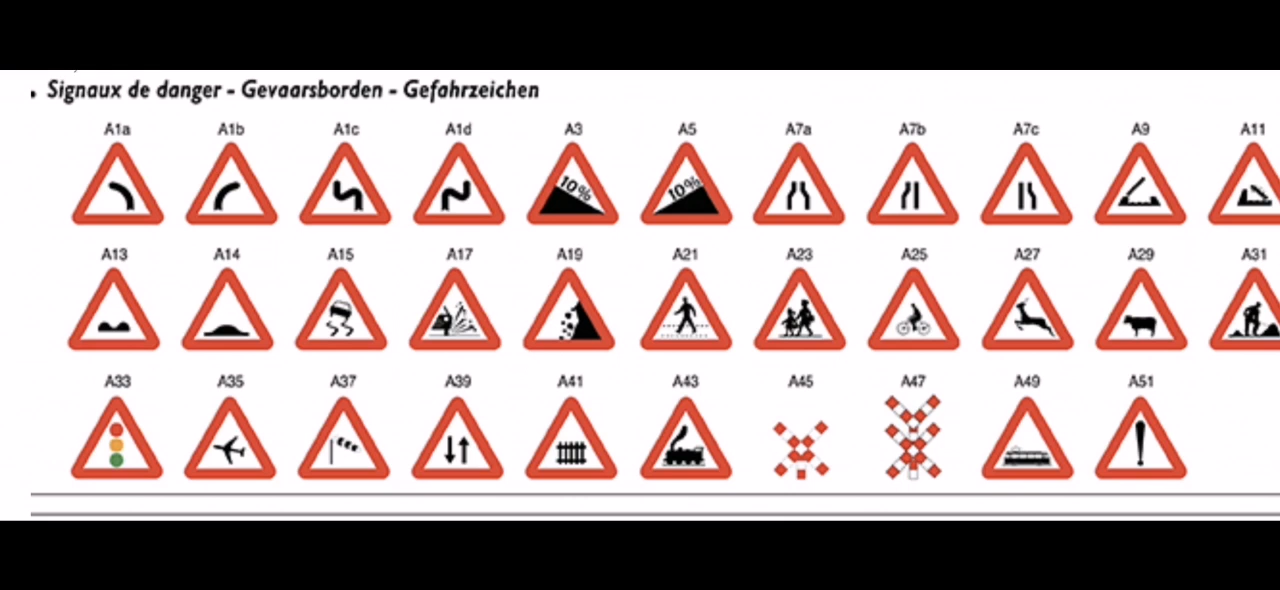 . Signaux de danger - Gevaarsborden - Gefahrzeichen
A1a A1b A1c A1d A3 A5 A7a A7b A7c A9 A11
10% 10%
A13 A14 A15 A17 A19 A21 A23 A25 A27 A29 A31
A33 A35 A37 A39 A41 A43 A45 A47 A49 A51